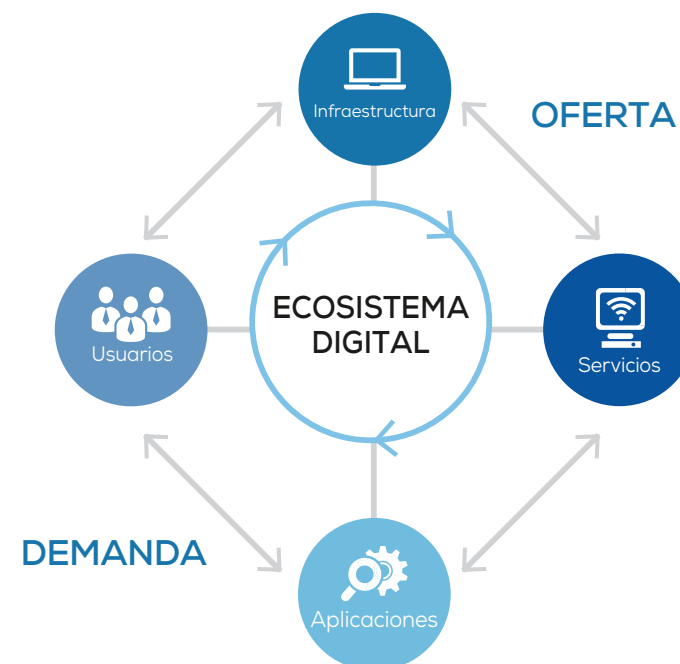 Infraestructura
OFERTA
ECOSISTEMA
DIGITAL
Usuarios
Servicios
DEMANDA
Aplicaciones